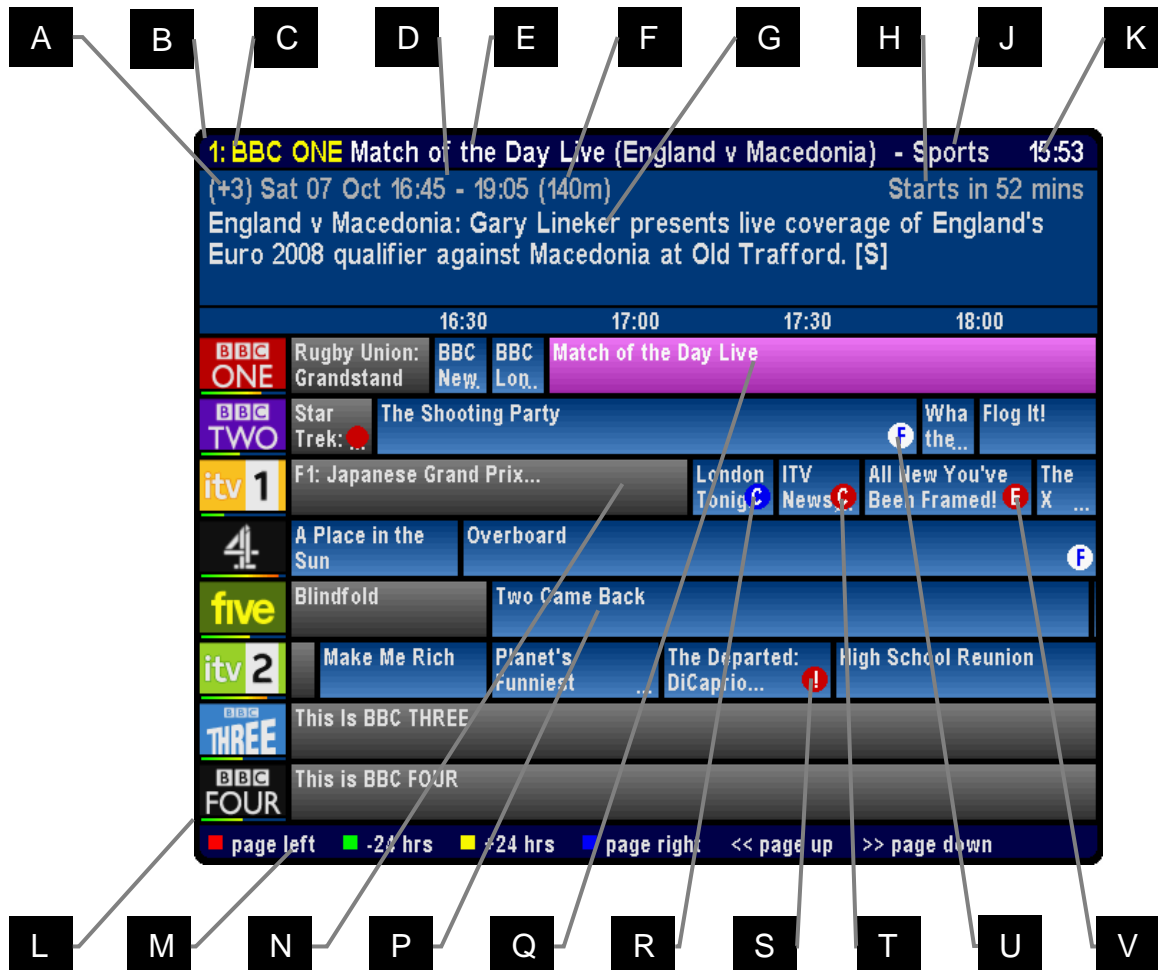 A B C D E F G H J K
1: BBC ONE Match of the Day Live (England v Macedonia) - Sports 15:53
(+3) Sat 07 Oct 16:45 - 19:05 (140m) Starts in 52 mins
England v Macedonia: Gary Lineker presents live coverage of England's
Euro 2008 qualifier against Macedonia at Old Trafford. [S]
16:30 17:00 17:30 18:00
BBC ONE
Rugby Union:
Grandstand
BBC
New..
BBC
Lon..
Match of the Day Live
BBC TWO
Star
Trek: ...
The Shooting Party
F
Wha
the...
Flog It!
itv 1
F1: Japanese Grand Prix...
London
Tonig C
ITV
News C
All New You've
Been Framed! E
The
X ...
4
A Place in the
Sun
Overboard
F
five
Blindfold
Two Came Back
itv 2
Make Me Rich
Planet's
Funniest ...
The Departed:
DiCaprio... !
High School Reunion
BBC THREE
This Is BBC THREE
BBC FOUR
This is BBC FOUR
page left -24 hrs +24 hrs page right << page up >> page down
L M N P Q R S T U V